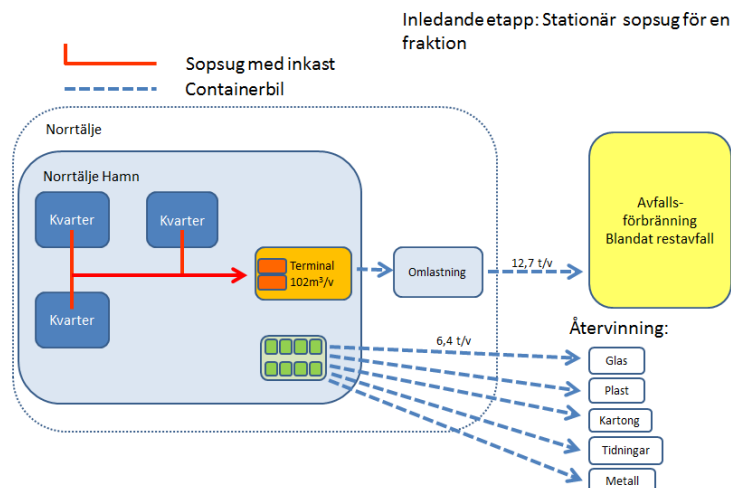 Inledande etapp: Stationär sopsug för en
fraktion
Sopsug med inkast
Containerbil
Norrtälje
Norrtälje Hamn
Kvarter
Kvarter
Kvarter
Terminal
102m³/v
Omlastning
12,7 t/v
Avfalls-
förbränning
Blandat restavfall
Återvinning:
6,4 t/v
Glas
Plast
Kartong
Tidningar
Metall